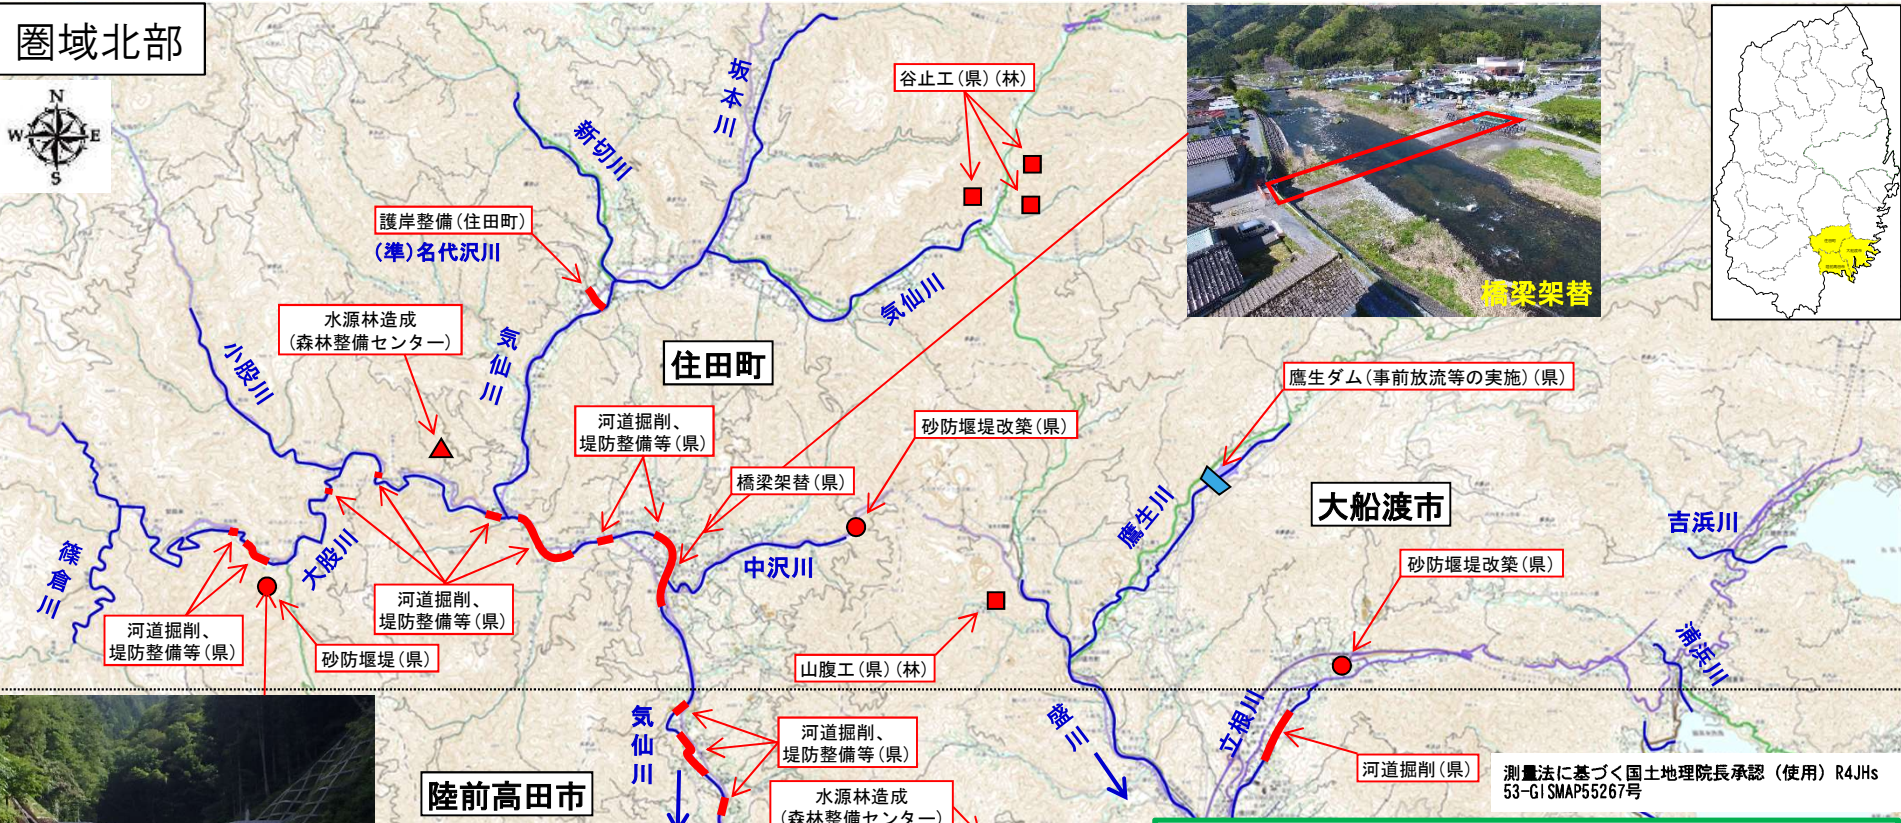 圏域北部
N
W E
S
坂本川
新切川
谷止工(県)(林)
護岸整備(住田町)
(準)名代沢川
橋梁架替
水源林造成
(森林整備センター)
小股川
気仙川
気仙川
住田町
鷹生ダム(事前放流等の実施)(県)
河道掘削、
堤防整備等(県)
砂防堰堤改築(県)
橋梁架替(県)
大船渡市
鷹生川
吉浜川
篠倉川
大股川
中沢川
砂防堰堤改築(県)
河道掘削、
堤防整備等(県)
河道掘削、
堤防整備等(県)
砂防堰堤(県)
山腹工(県)(林)
浦浜川
気仙川
盛川
立根川
河道掘削、
堤防整備等(県)
河道掘削(県)
陸前高田市
水源林造成
(森林整備センター)
測量法に基づく国土地理院長承認（使用）R4JHs
53-GISMAP55267号